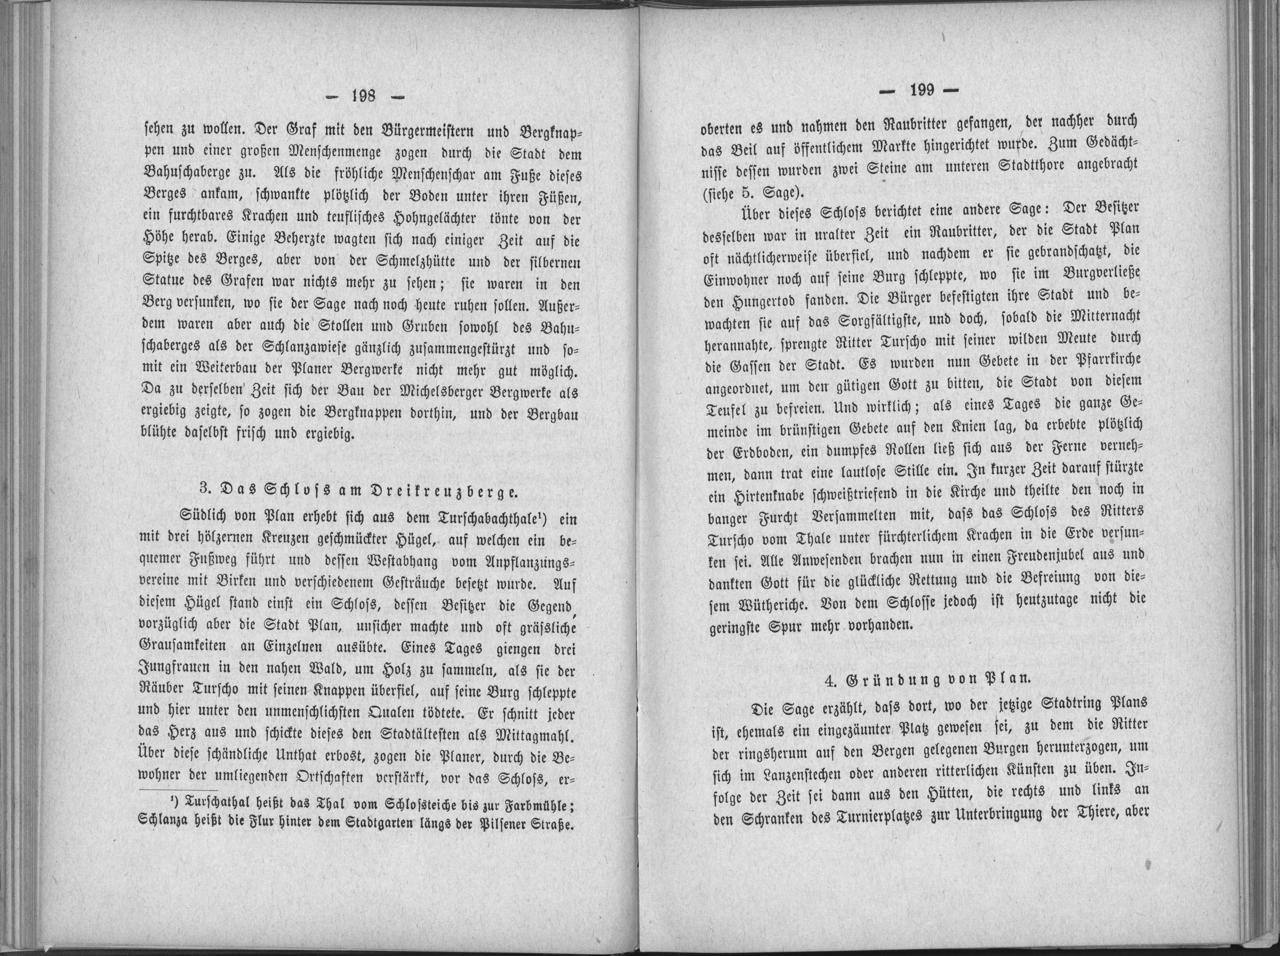 — 198 —
sehen zu wollen. Der Graf mit den Bürgermeistern und Bergknap-
pen und einer großen Menschenmenge zogen durch die Stadt dem
Bahuschaberge zu. Als die fröhliche Menschenschar am Fuße dieses
Berges ankam, schwankte plötzlich der Boden unter ihren Füßen,
ein furchtbares Krachen und teuflisches Hohngelächter tönte von der
Höhe herab. Einige Beherzte wagten sich nach einiger Zeit auf die
Spitze des Berges, aber von der Schmelzhütte und der silbernen
Statue des Grafen war nichts mehr zu sehen; sie waren in den
Berg versunken, wo sie der Sage nach noch heute ruhen sollen. Außer-
dem waren aber auch die Stollen und Gruben sowohl des Bahu-
schaberges als der Schlanzawiese gänzlich zusammengestürzt und so-
mit ein Weiterbau der Planer Bergwerke nicht mehr gut möglich.
Da zu derselben Zeit sich der Bau der Michelsberger Bergwerke als
ergiebig zeigte, so zogen die Bergknappen dorthin, und der Bergbau
blühte daselbst frisch und ergiebig.
3. Das Schloss am Dreikreuzberge.
Südlich von Plan erhebt sich aus dem Turschabachthale¹) ein
mit drei hölzernen Kreuzen geschmückter Hügel, auf welchen ein be-
quemer Fußweg führt und dessen Westabhang vom Anpflanzungs-
vereine mit Birken und verschiedenem Gesträuche besetzt wurde. Auf
diesem Hügel stand einst ein Schloss, dessen Besitzer die Gegend,
vorzüglich aber die Stadt Plan, unsicher machte und oft grässliche
Grausamkeiten an Einzelnen ausübte. Eines Tages giengen drei
Jungfrauen in den nahen Wald, um Holz zu sammeln, als sie der
Räuber Turscho mit seinen Knappen überfiel, auf seine Burg schleppte
und hier unter den unmenschlichsten Qualen tödtete. Er schnitt jeder
das Herz aus und schickte dieses den Stadtältesten als Mittagmahl.
Über diese schändliche Unthat erbost, zogen die Planer, durch die Be-
wohner der umliegenden Ortschaften verstärkt, vor das Schloss, er-
¹) Turschathal heißt das Thal vom Schlossteiche bis zur Farbmühle;
Schlanza heißt die Flur hinter dem Stadtgarten längs der Pilsener Straße.
— 199 —
oberten es und nahmen den Raubritter gefangen, der nachher durch
das Beil auf öffentlichem Markte hingerichtet wurde. Zum Gedächt-
nisse dessen wurden zwei Steine am unteren Stadtthore angebracht
(siehe 5. Sage).
Über dieses Schloss berichtet eine andere Sage: Der Besitzer
desselben war in uralter Zeit ein Raubritter, der die Stadt Plan
oft nächtlicherweise überfiel, und nachdem er sie gebrandschatzt, die
Einwohner noch auf seine Burg schleppte, wo sie im Burgverließe
den Hungertod fanden. Die Bürger befestigten ihre Stadt und be-
wachten sie auf das Sorgfältigste, und doch, sobald die Mitternacht
herannahte, sprengte Ritter Turscho mit seiner wilden Meute durch
die Gassen der Stadt. Es wurden nun Gebete in der Pfarrkirche
angeordnet, um den gütigen Gott zu bitten, die Stadt von diesem
Teufel zu befreien. Und wirklich; als eines Tages die ganze Ge-
meinde im brünstigen Gebete auf den Knien lag, da erbebte plötzlich
der Erdboden, ein dumpfes Rollen ließ sich aus der Ferne verneh-
men, dann trat eine lautlose Stille ein. In kurzer Zeit darauf stürzte
ein Hirtenknabe schweißtriefend in die Kirche und theilte den noch in
banger Furcht Versammelten mit, dass das Schloss des Ritters
Turscho vom Thale unter fürchterlichem Krachen in die Erde versun-
ken sei. Alle Anwesenden brachen nun in einen Freudenjubel aus und
dankten Gott für die glückliche Rettung und die Befreiung von die-
sem Wütheriche. Von dem Schlosse jedoch ist heutzutage nicht die
geringste Spur mehr vorhanden.
4. Gründung von Plan.
Die Sage erzählt, dass dort, wo der jetzige Stadtring Plans
ist, ehemals ein eingezäunter Platz gewesen sei, zu dem die Ritter
der ringsherum auf den Bergen gelegenen Burgen herunterzogen, um
sich im Lanzenstechen oder anderen ritterlichen Künsten zu üben. In-
folge der Zeit sei dann aus den Hütten, die rechts und links an
den Schranken des Turnierplatzes zur Unterbringung der Thiere, aber